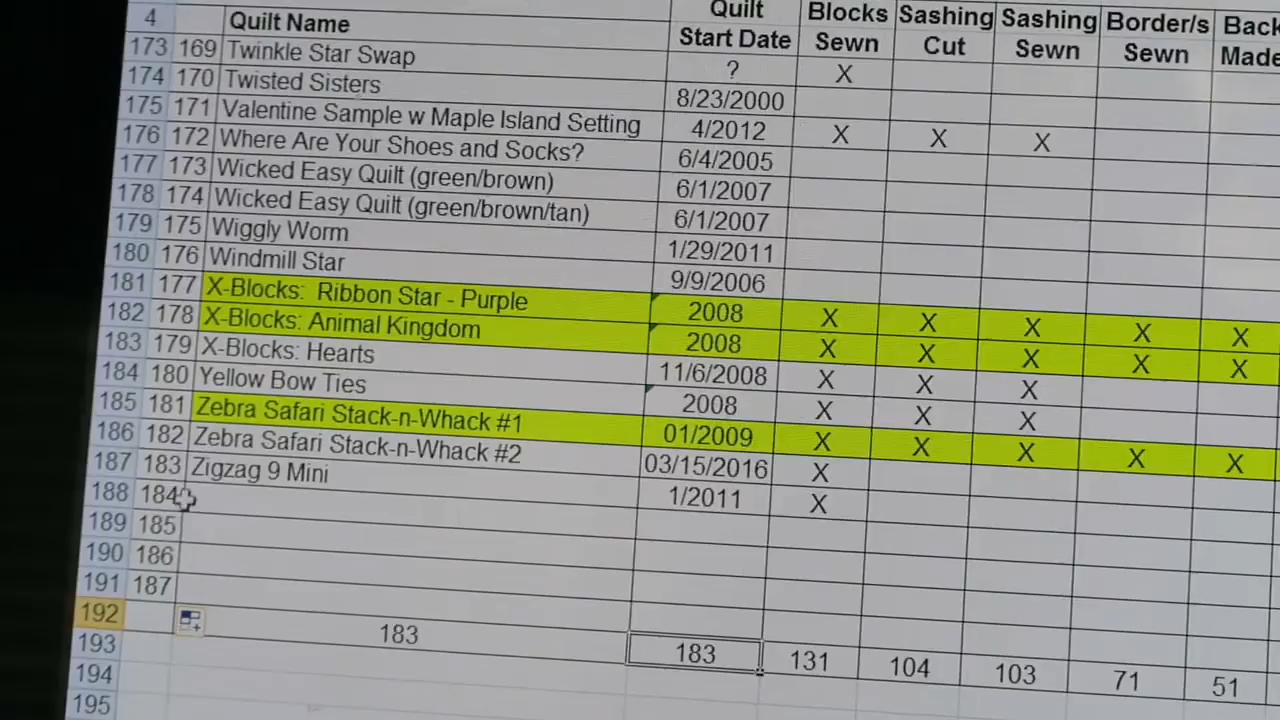 4 Quilt Name Quilt Start Date Blocks Sewn Sashing Cut Sashing Sewn Border/s Sewn Back Made
173 169 Twinkle Star Swap ? X
174 170 Twisted Sisters 8/23/2000
175 171 Valentine Sample w Maple Island Setting 4/2012 X X X
176 172 Where Are Your Shoes and Socks? 6/4/2005
177 173 Wicked Easy Quilt (green/brown) 6/1/2007
178 174 Wicked Easy Quilt (green/brown/tan) 6/1/2007
179 175 Wiggly Worm 1/29/2011
180 176 Windmill Star 9/9/2006
181 177 X-Blocks: Ribbon Star - Purple 2008 X X X X X
182 178 X-Blocks: Animal Kingdom 2008 X X X X X
183 179 X-Blocks: Hearts 11/6/2008 X X X
184 180 Yellow Bow Ties 2008 X X X
185 181 Zebra Safari Stack-n-Whack #1 01/2009 X X X X X
186 182 Zebra Safari Stack-n-Whack #2 03/15/2016 X
187 183 Zigzag 9 Mini 1/2011 X
188 184
189 185
190 186
191 187
192 183 183 131 104 103 71 51
193
194
195